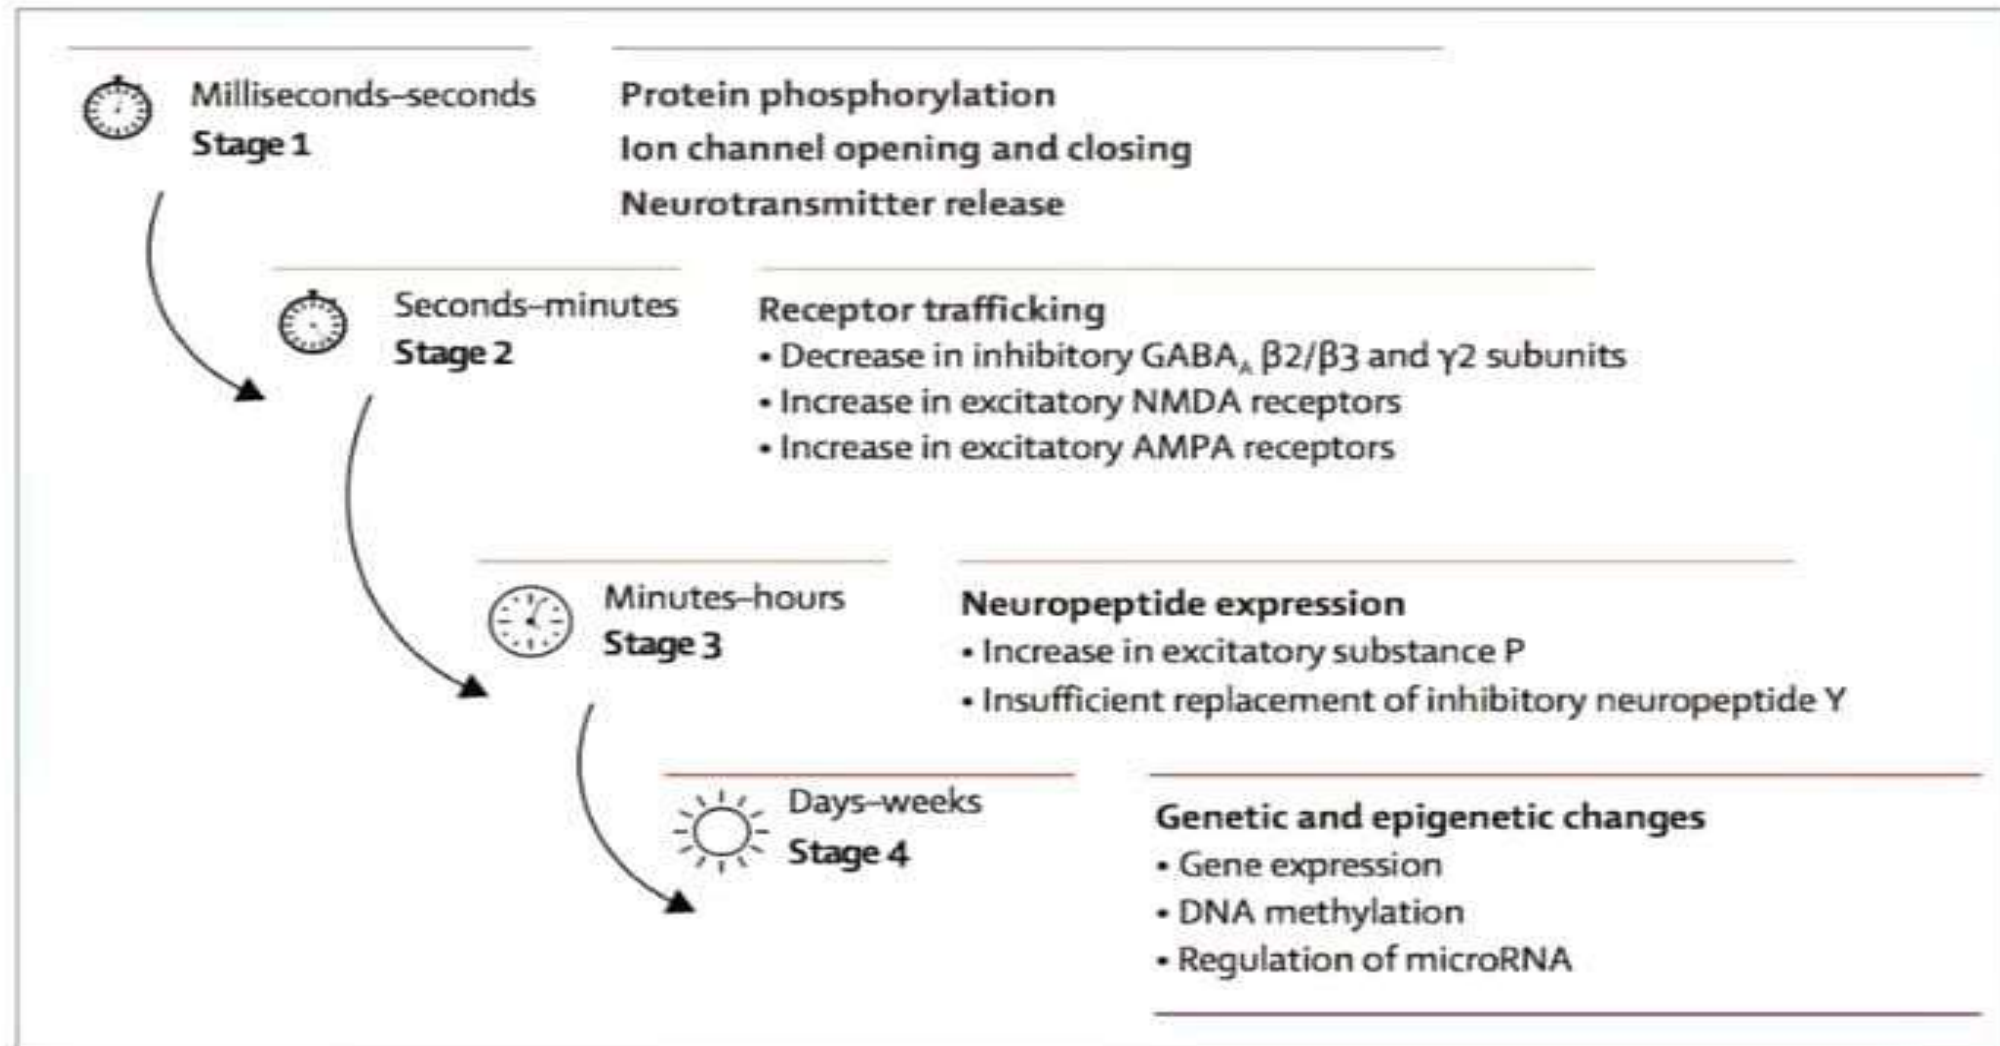 Milliseconds–seconds
Stage 1
Protein phosphorylation
Ion channel opening and closing
Neurotransmitter release
Seconds–minutes
Stage 2
Receptor trafficking
• Decrease in inhibitory GABAA β2/β3 and γ2 subunits
• Increase in excitatory NMDA receptors
• Increase in excitatory AMPA receptors
Minutes–hours
Stage 3
Neuropeptide expression
• Increase in excitatory substance P
• Insufficient replacement of inhibitory neuropeptide Y
Days–weeks
Stage 4
Genetic and epigenetic changes
• Gene expression
• DNA methylation
• Regulation of microRNA